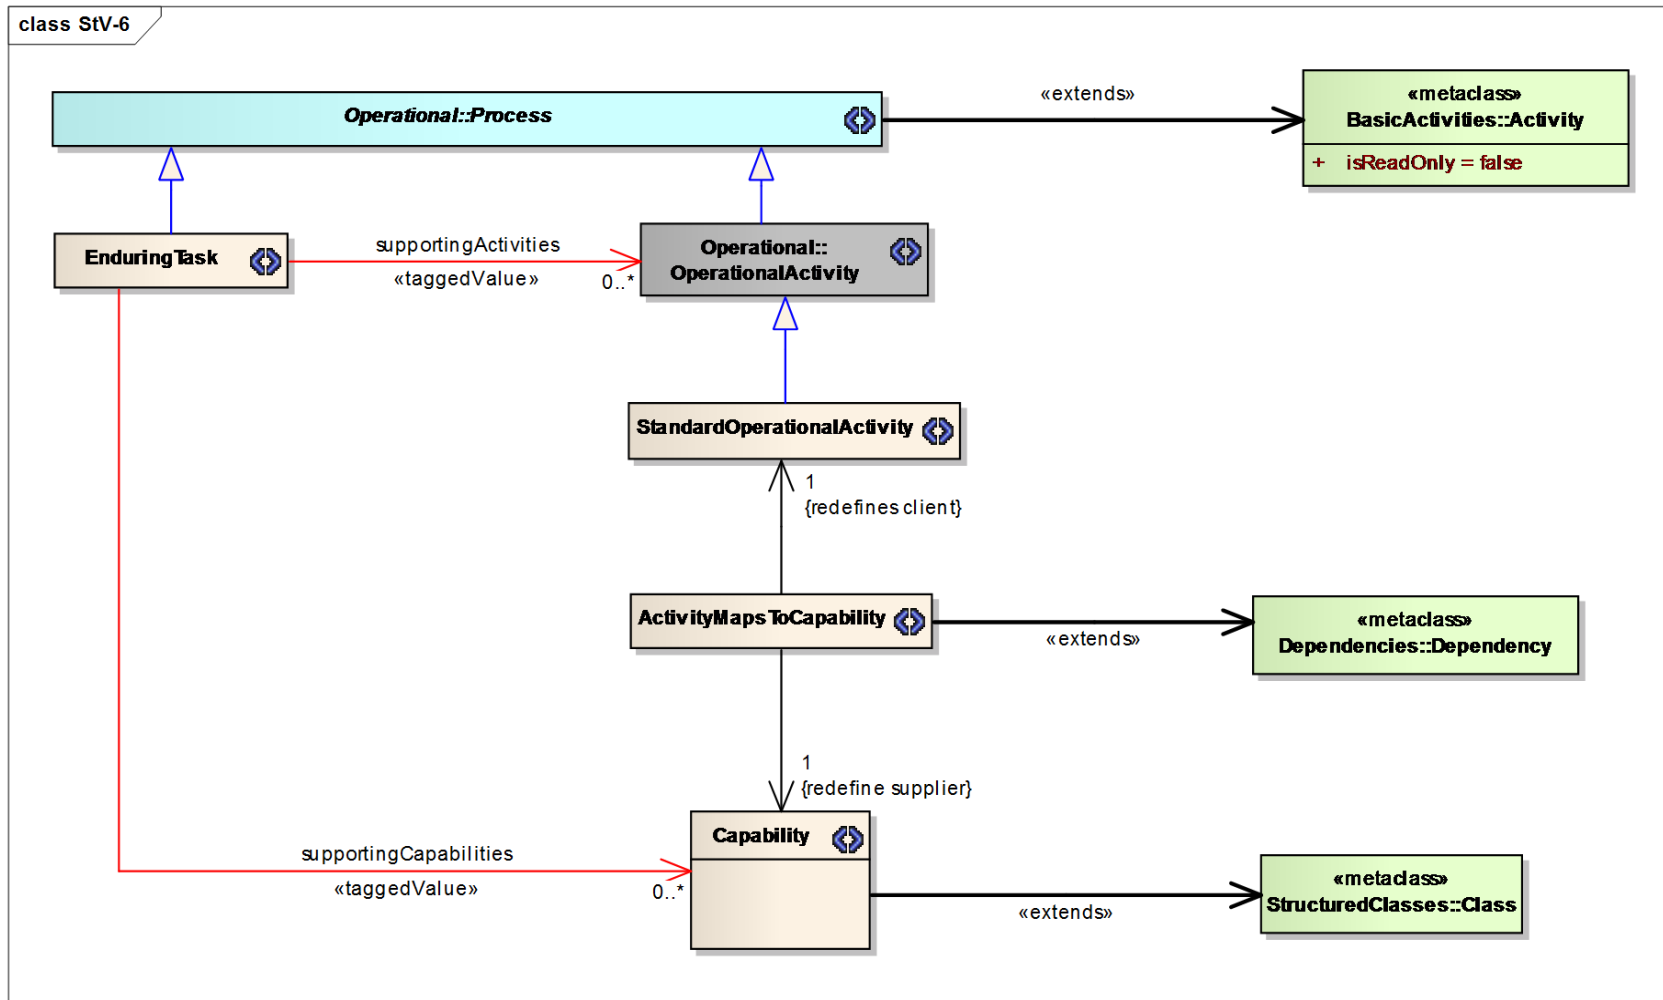 class StV-6
Operational::Process
«extends»
«metaclass»
BasicActivities::Activity
+ isReadOnly = false
EnduringTask
supportingActivities
«taggedValue»
0..*
Operational::
OperationalActivity
StandardOperationalActivity
1
{redefines client}
ActivityMapsToCapability
«extends»
«metaclass»
Dependencies::Dependency
1
{redefine supplier}
Capability
supportingCapabilities
«taggedValue»
0..*
«extends»
«metaclass»
StructuredClasses::Class